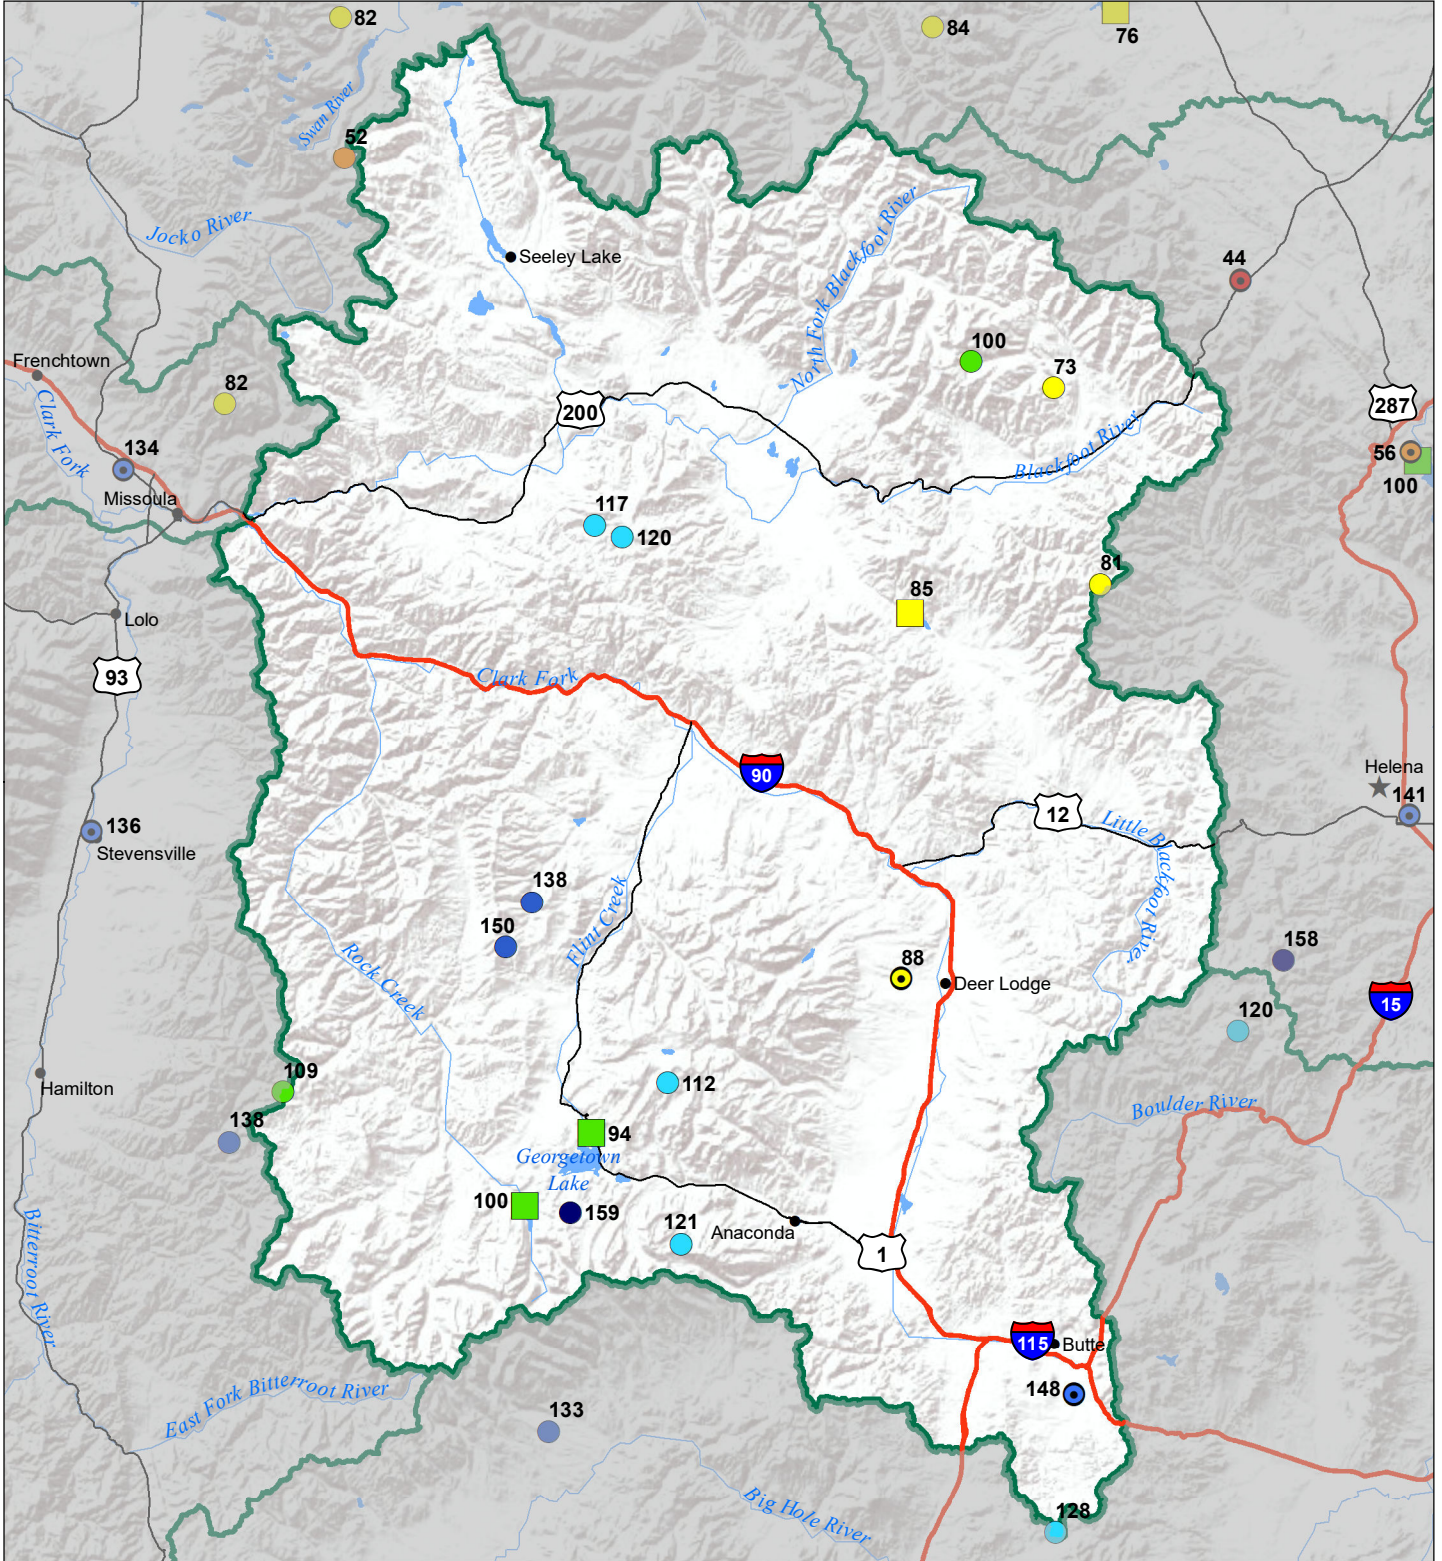 82
84
76
Swan River
52
Jocko River
Seeley Lake
North Fork Blackfoot River
44
Frenchtown
100
73
82
200
287
Clark Fork
134
56
Blackfoot River
100
Missoula
117
120
81
85
Lolo
93
Clark Fork
90
Helena
141
12
Little Blackfoot River
136
Stevensville
138
Flint Creek
150
158
88
Rock Creek
Deer Lodge
15
120
109
Hamilton
112
138
Boulder River
94
Georgetown
Lake
100
159
121
Anaconda
1
Bitterroot River
115
Butte
148
East Fork Bitterroot River
133
Big Hole River
128